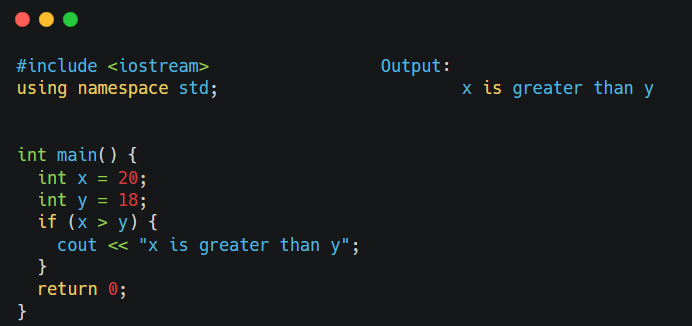 #include <iostream>
using namespace std;
int main() {
int x = 20;
int y = 18;
if (x > y) {
cout << "x is greater than y";
}
return 0;
}
Output:
x is greater than y